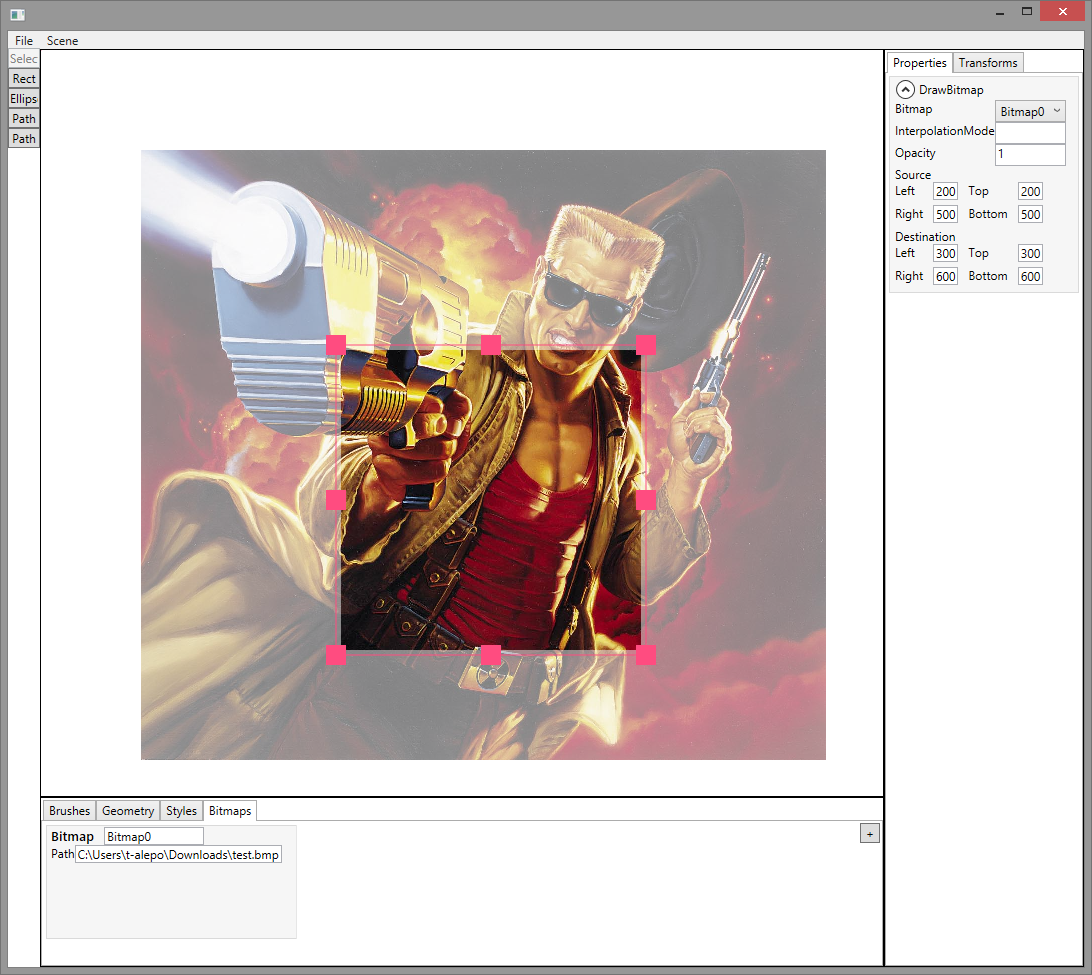 File Scene
Selec
Rect
Ellips
Path
Path
Properties Transforms
DrawBitmap
Bitmap Bitmap0
InterpolationMode
Opacity 1
Source
Left 200 Top 200
Right 500 Bottom 500
Destination
Left 300 Top 300
Right 600 Bottom 600
Brushes Geometry Styles Bitmaps
Bitmap Bitmap0
+
Path C:\Users\t-alepo\Downloads\test.bmp